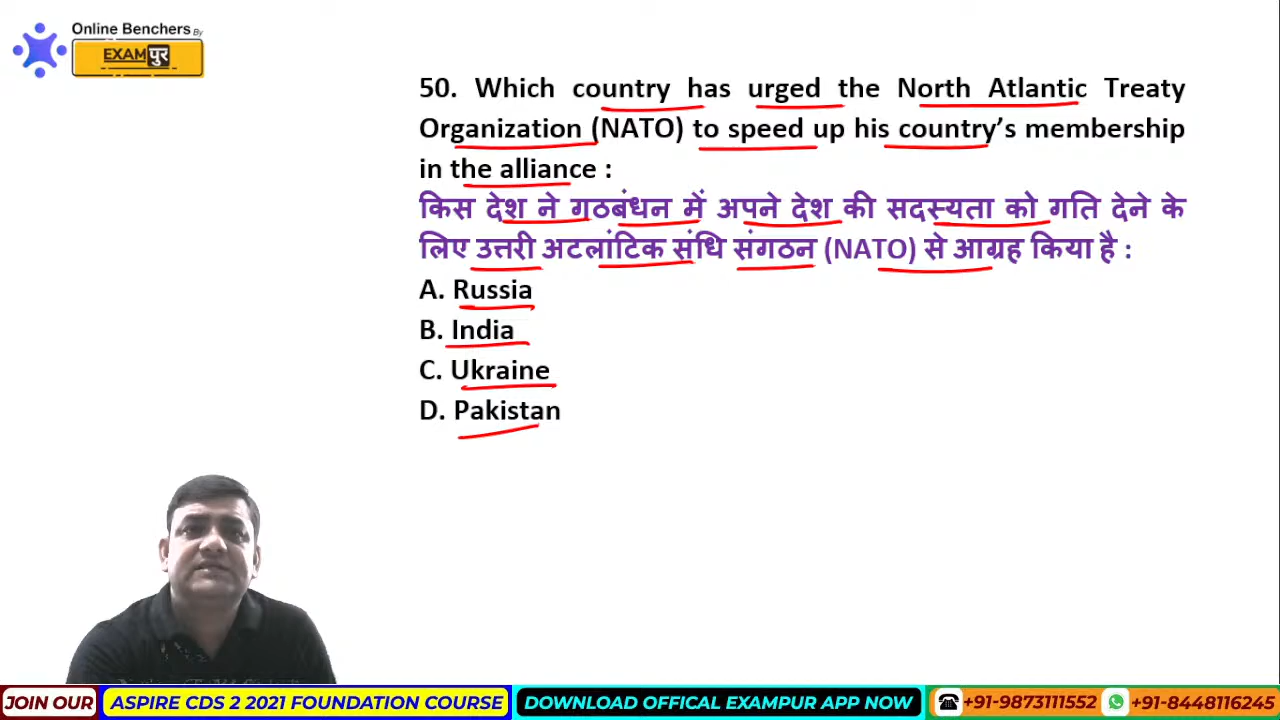 Online Benchers By
EXAMपुर
50. Which country has urged the North Atlantic Treaty
Organization (NATO) to speed up his country’s membership
in the alliance :
किस देश ने गठबंधन में अपने देश की सदस्यता को गति देने के
लिए उत्तरी अटलांटिक संधि संगठन (NATO) से आग्रह किया है :
A. Russia
B. India
C. Ukraine
D. Pakistan
JOIN OUR ASPIRE CDS 2 2021 FOUNDATION COURSE DOWNLOAD OFFICAL EXAMPUR APP NOW +91-9873111552 +91-8448116245